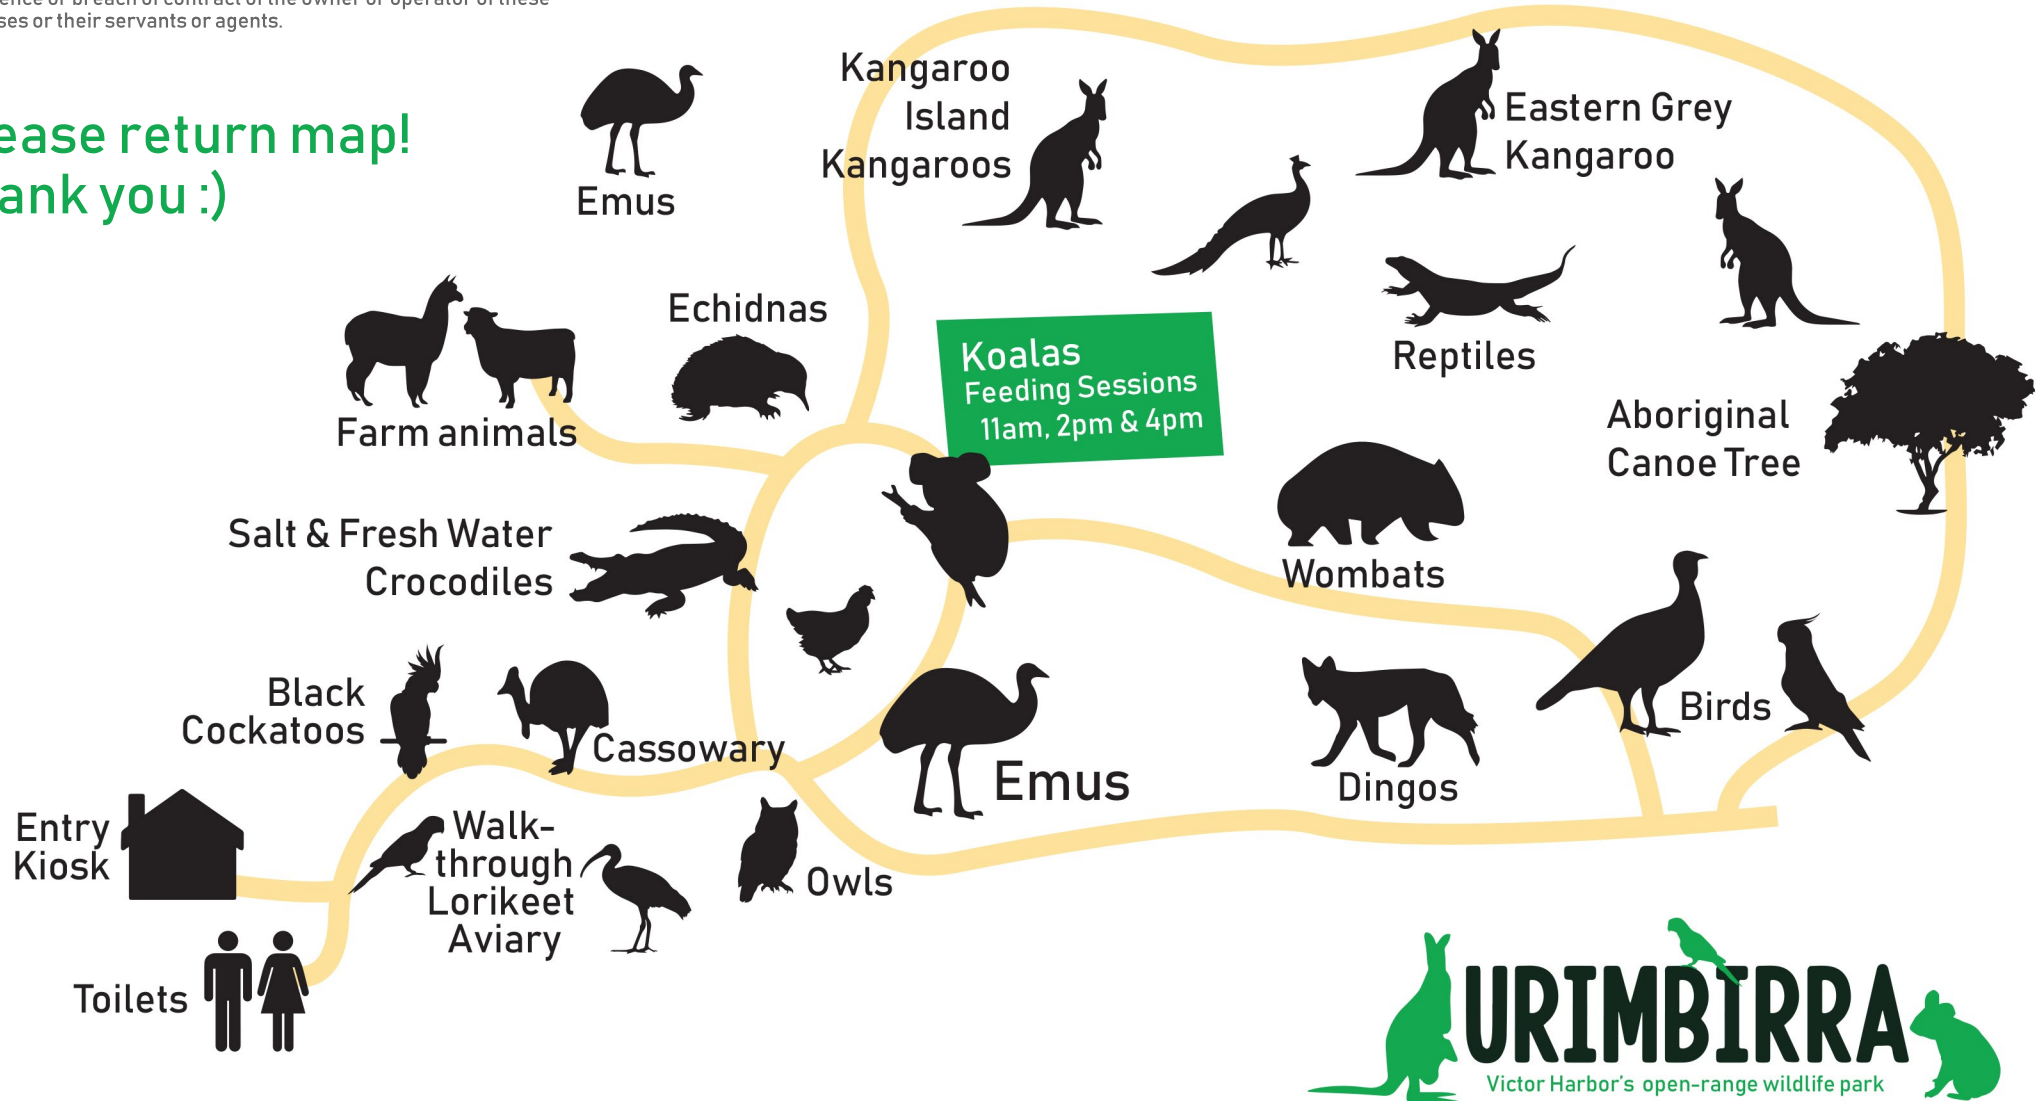 of these
ses or their servants or agents.
ease return map!
ank you :)
Emus
Kangaroo
Island
Kangaroos
Eastern Grey
Kangaroo
Echidnas
Farm animals
Koalas
Feeding Sessions
11am, 2pm & 4pm
Reptiles
Aboriginal
Canoe Tree
Salt & Fresh Water
Crocodiles
Wombats
Black
Cockatoos
Cassowary
Emus
Dingos
Birds
Entry
Kiosk
Walk-
through
Lorikeet
Aviary
Owls
Toilets
URIMBIRRA
Victor Harbor's open-range wildlife park